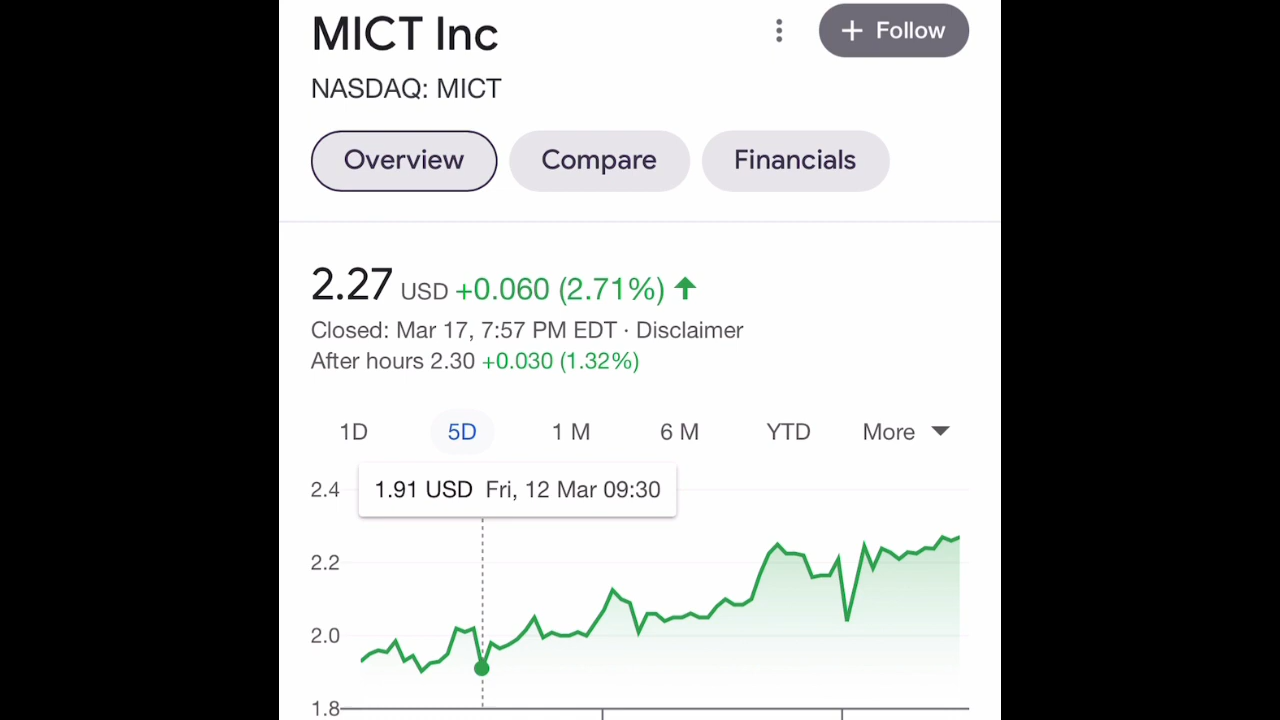 MICT Inc
+ Follow
NASDAQ: MICT
Overview
Compare
Financials
2.27 USD +0.060 (2.71%)
Closed: Mar 17, 7:57 PM EDT · Disclaimer
After hours 2.30 +0.030 (1.32%)
1D 5D 1 M 6 M YTD More
1.91 USD Fri, 12 Mar 09:30
2.4
2.2
2.0
1.8